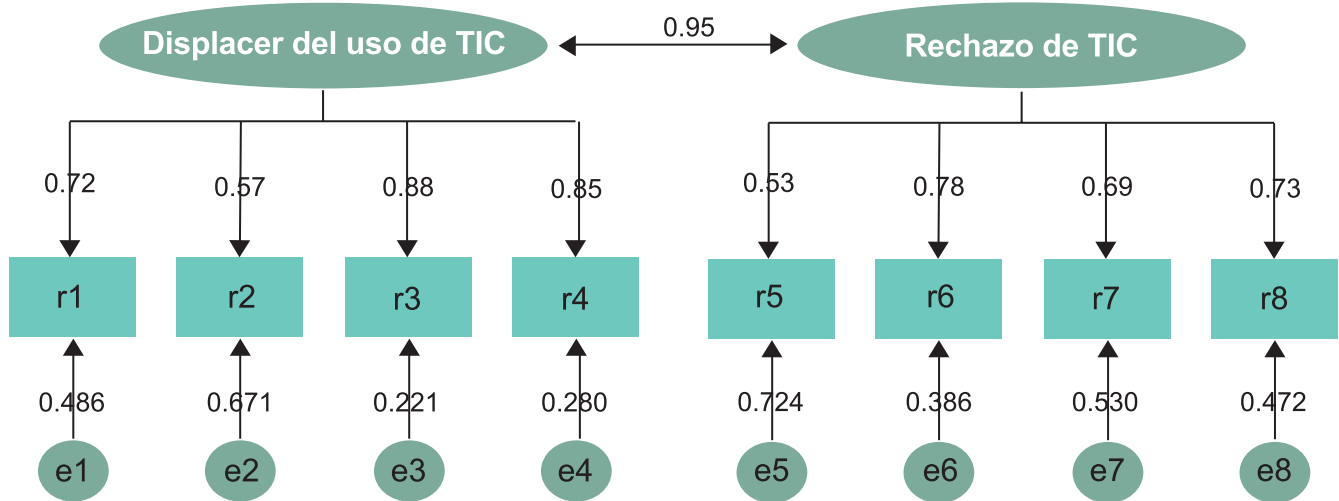 Displacer del uso de TIC
0.95
Rechazo de TIC
0.72
0.57
0.88
0.85
0.53
0.78
0.69
0.73
r1
r2
r3
r4
r5
r6
r7
r8
0.486
0.671
0.221
0.280
0.724
0.386
0.530
0.472
e1
e2
e3
e4
e5
e6
e7
e8